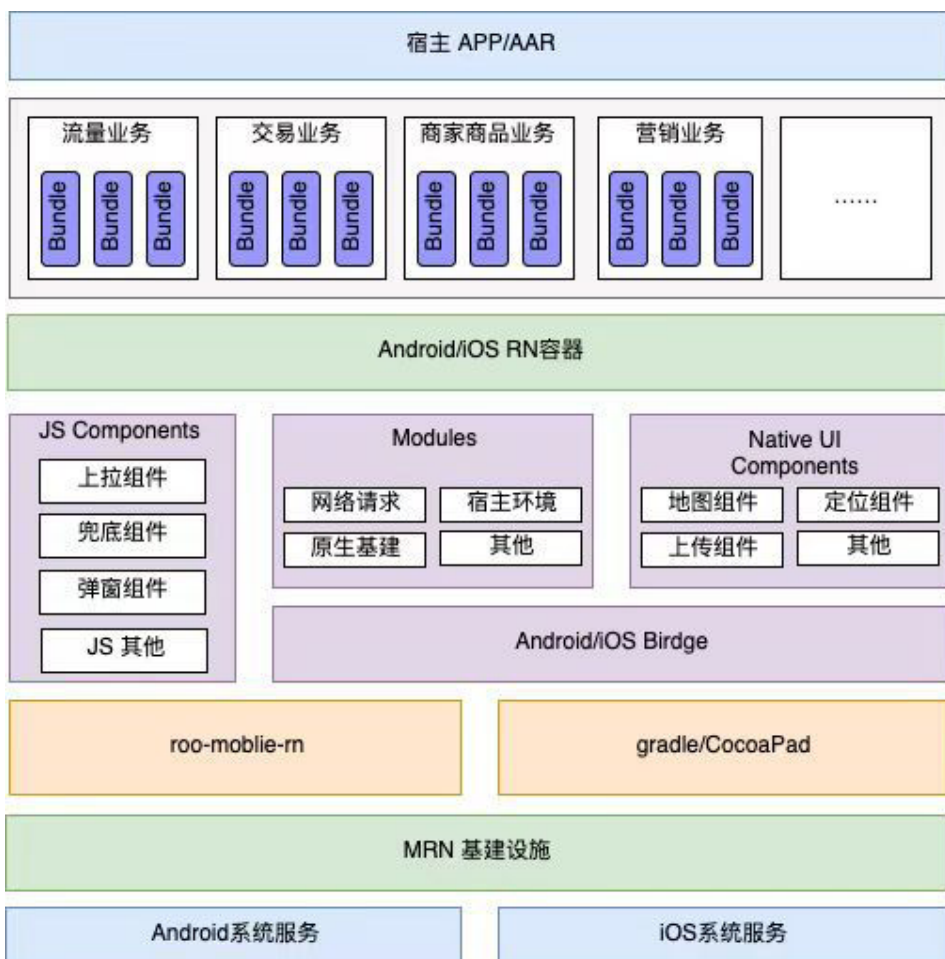 宿主 APP/AAR
流量业务
Bundle
Bundle
Bundle
交易业务
Bundle
Bundle
Bundle
商家商品业务
Bundle
Bundle
Bundle
营销业务
Bundle
Bundle
Bundle
……
Android/iOS RN容器
JS Components
上拉组件
兜底组件
弹窗组件
JS 其他
Modules
网络请求
宿主环境
原生基建
其他
Native UI
Components
地图组件
定位组件
上传组件
其他
Android/iOS Birdge
roo-moblie-rn
gradle/CocoaPad
MRN 基建设施
Android系统服务
iOS系统服务